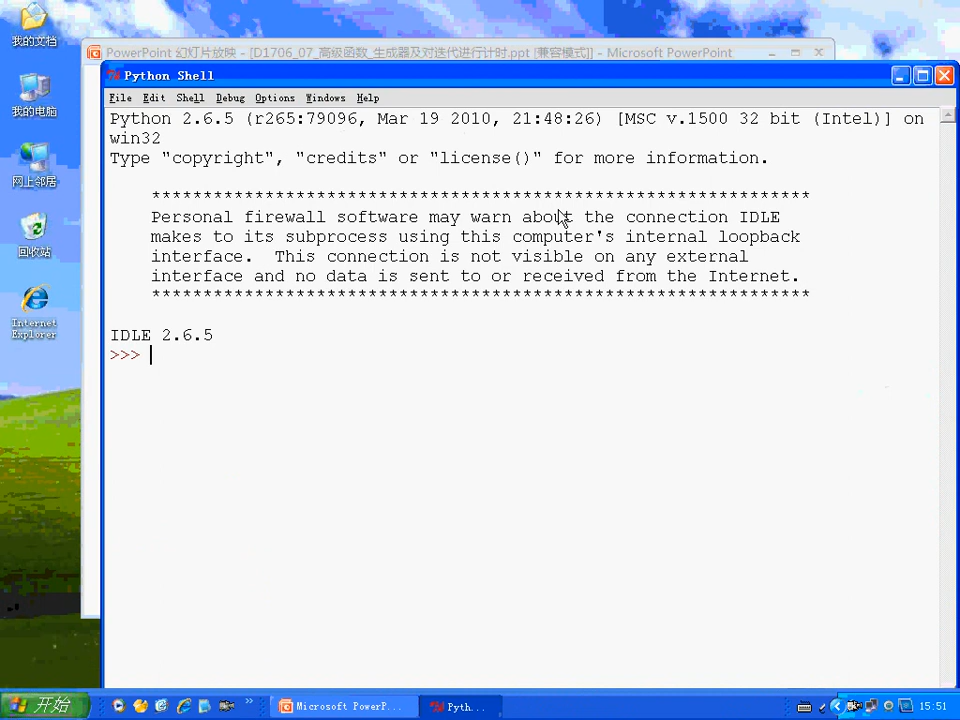 我的文档
我的电脑
网上邻居
回收站
Internet
Explorer
PowerPoint 幻灯片放映 - [D1706_07_高级函数_生成器及对迭代进行计时.ppt [兼容模式]] - Microsoft PowerPoint
Python Shell
File Edit Shell Debug Options Windows Help
Python 2.6.5 (r265:79096, Mar 19 2010, 21:48:26) [MSC v.1500 32 bit (Intel)] on
win32
Type "copyright", "credits" or "license()" for more information.
****************************************************************
Personal firewall software may warn about the connection IDLE
makes to its subprocess using this computer's internal loopback
interface.  This connection is not visible on any external
interface and no data is sent to or received from the Internet.
****************************************************************
IDLE 2.6.5
>>>
开始
Microsoft PowerP...
Pyth...
15:51